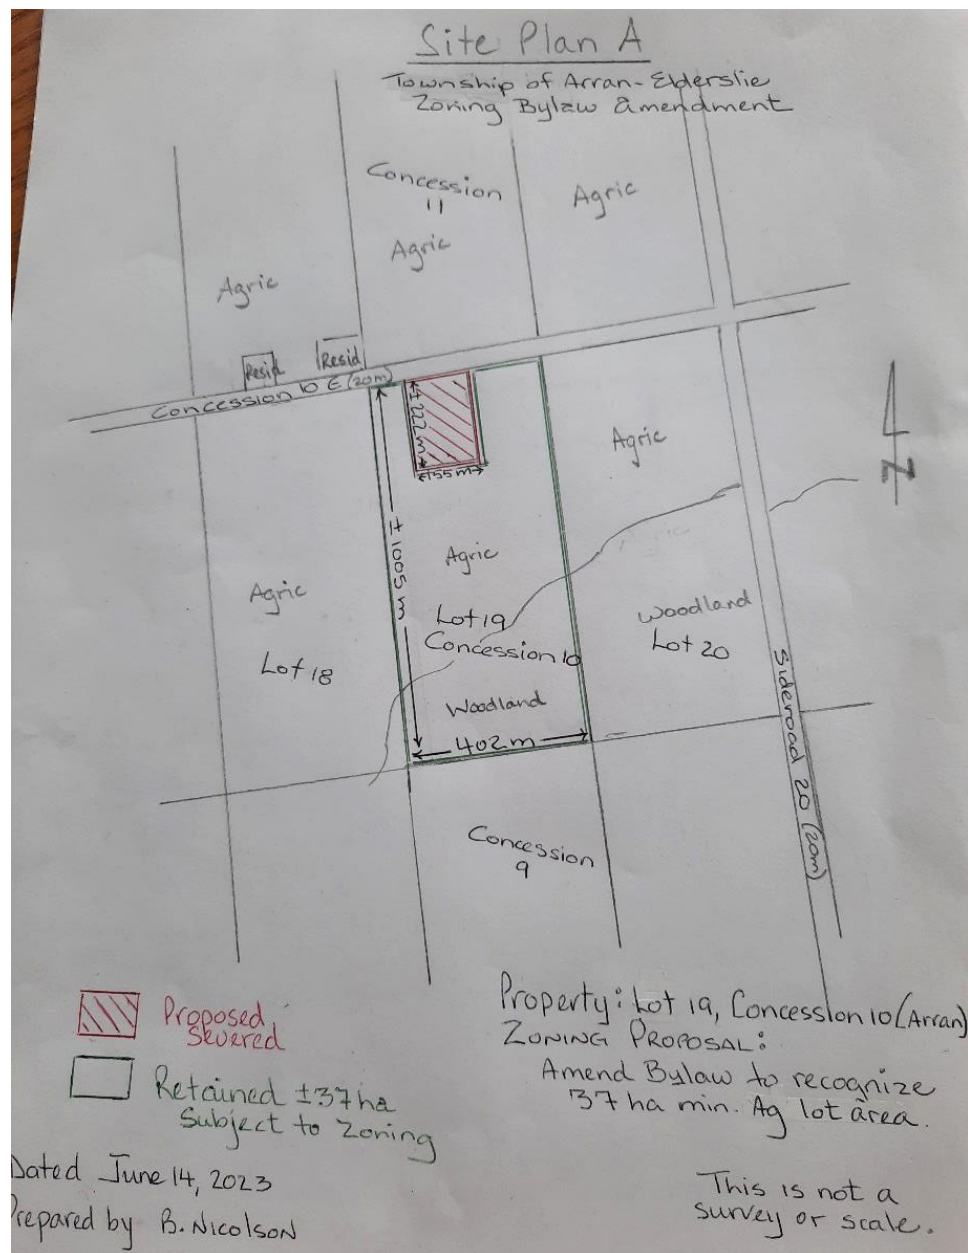 Site Plan A
Township of Arran-Elderslie
Zoning Bylaw amendment
Concession
11
Agric
Agric
Agric
Resid
Resid
Concession 10 E (20m)
± 222m
155m
± 1005 m
Agric
Agric
Agric
Lot 19
Concession 10
Woodland
Lot 18
Woodland
Lot 20
402m
Sideroad 20 (20m)
N
Concession
9
Proposed
Severed
Retained ±37ha
Subject to Zoning
Property: Lot 19, Concession 10 (Arran)
ZONING PROPOSAL:
Amend Bylaw to recognize
37 ha min. Ag lot area.
Dated June 14, 2023
Prepared by B. Nicolson
This is not a
survey or scale.